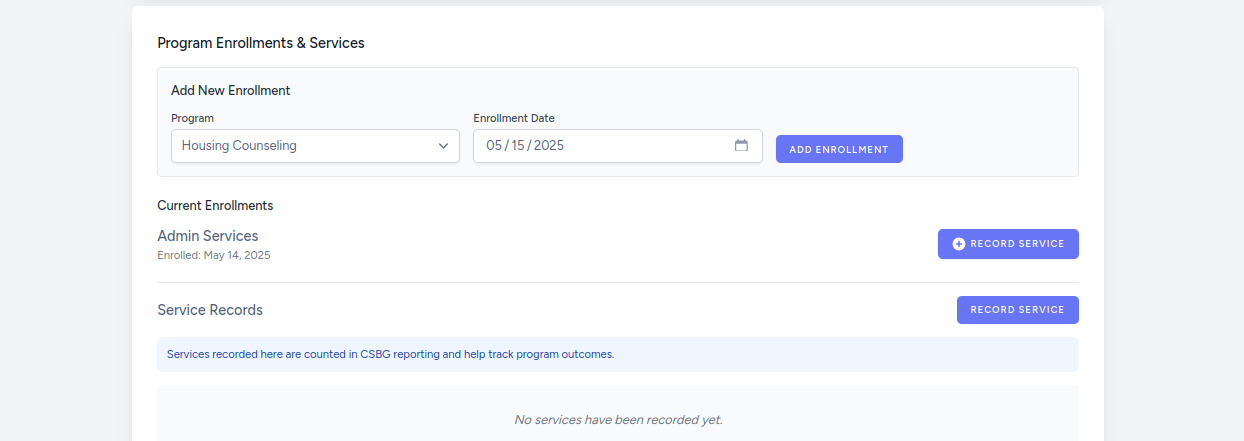 Program Enrollments & Services
Add New Enrollment
Program
Enrollment Date
Housing Counseling
05/15/2025
ADD ENROLLMENT
Current Enrollments
Admin Services
Enrolled: May 14, 2025
RECORD SERVICE
Service Records
RECORD SERVICE
Services recorded here are counted in CSBG reporting and help track program outcomes.
No services have been recorded yet.